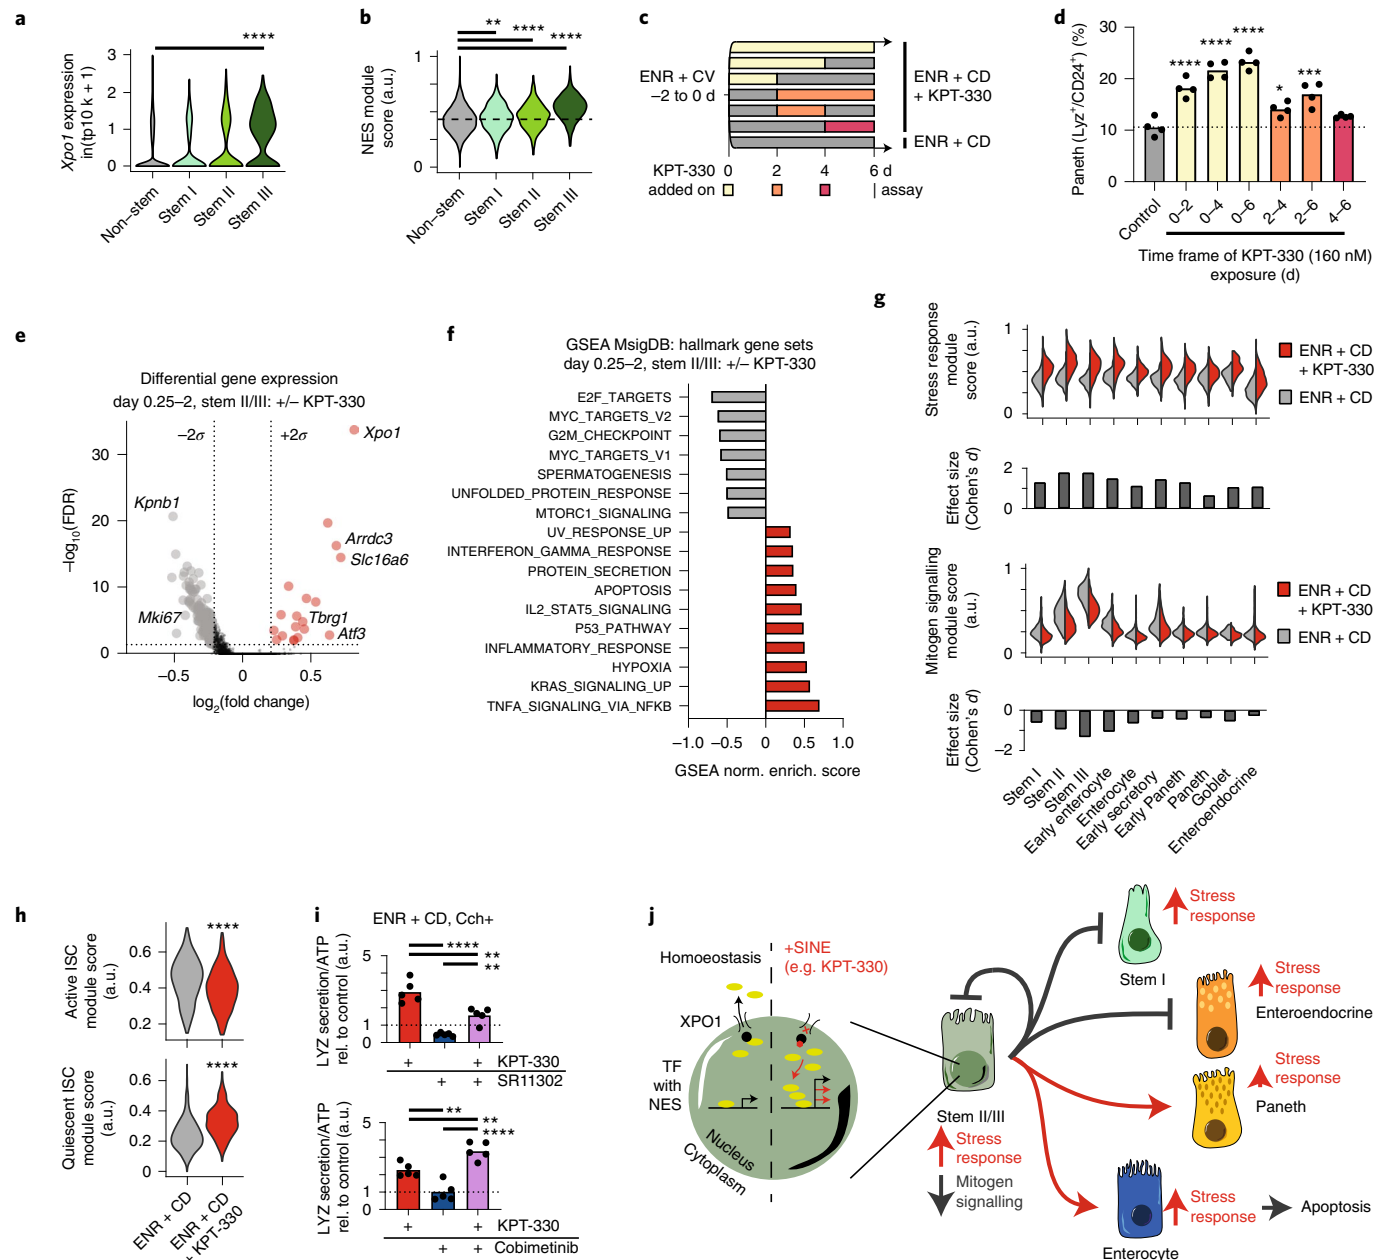 a
Xpo1 expression
in(tp10 k + 1)
3
2
1
0
****
Non–stem
Stem I
Stem II
Stem III
b
NES module
score (a.u.)
1
0
**
****
****
Non–stem
Stem I
Stem II
Stem III
c
ENR + CV
–2 to 0 d
ENR + CD
+ KPT-330
ENR + CD
KPT-330
added on
0
2
4
6 d
| assay
d
Paneth (Lyz+/CD24+) (%)
30
20
10
0
****
****
****
*
***
Control
0–2
0–4
0–6
2–4
2–6
4–6
Time frame of KPT-330 (160 nM)
exposure (d)
e
Differential gene expression
day 0.25–2, stem II/III: +/– KPT-330
–2σ
+2σ
Xpo1
Kpnb1
Arrdc3
Slc16a6
Mki67
Tbrg1
Atf3
–log10(FDR)
30
20
10
0
–0.5
0
0.5
log2(fold change)
f
GSEA MsigDB: hallmark gene sets
day 0.25–2, stem II/III: +/– KPT-330
E2F_TARGETS
MYC_TARGETS_V2
G2M_CHECKPOINT
MYC_TARGETS_V1
SPERMATOGENESIS
UNFOLDED_PROTEIN_RESPONSE
MTORC1_SIGNALING
UV_RESPONSE_UP
INTERFERON_GAMMA_RESPONSE
PROTEIN_SECRETION
APOPTOSIS
IL2_STAT5_SIGNALING
P53_PATHWAY
INFLAMMATORY_RESPONSE
HYPOXIA
KRAS_SIGNALING_UP
TNFA_SIGNALING_VIA_NFKB
–1.0
–0.5
0
0.5
1.0
GSEA norm. enrich. score
g
Stress response
module
score (a.u.)
1
0
ENR + CD
+ KPT-330
ENR + CD
Effect size
(Cohen's d)
2
0
Mitogen signalling
module score
(a.u.)
1
0
ENR + CD
+ KPT-330
ENR + CD
Effect size
(Cohen's d)
0
–2
Stem I
Stem II
Stem III
Early enterocyte
Enterocyte
Early secretory
Early Paneth
Paneth
Goblet
Enteroendocrine
h
Active ISC
module score
(a.u.)
0.6
0.4
0.2
****
Quiescent ISC
module score
(a.u.)
0.6
0.4
0.2
0
****
ENR + CD
ENR + CD
+ KPT-330
i
ENR + CD, Cch+
LYZ secretion/ATP
rel. to control (a.u.)
5
1
0
****
**
**
+ + KPT-330
+ + SR11302
LYZ secretion/ATP
rel. to control (a.u.)
5
1
0
**
**
****
+ + KPT-330
+ + Cobimetinib
j
Homoeostasis
+SINE
(e.g. KPT-330)
XPO1
TF
with
NES
Nucleus
Cytoplasm
Stem II/III
Stress
response
Mitogen
signalling
Stem I
Stress
response
Enteroendocrine
Stress
response
Paneth
Stress
response
Enterocyte
Stress
response
Apoptosis